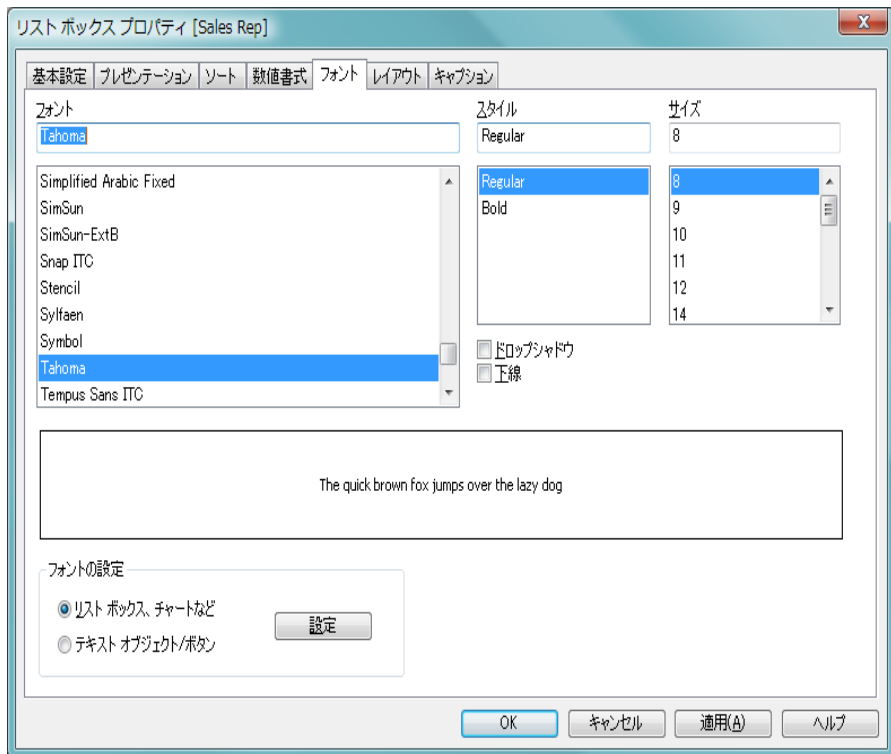 リスト ボックス プロパティ [Sales Rep]
基本設定 プレゼンテーション ソート 数値書式 フォント レイアウト キャプション
フォント スタイル サイズ
Tahoma Regular 8
Simplified Arabic Fixed
SimSun
SimSun-ExtB
Snap ITC
Stencil
Sylfaen
Symbol
Tahoma
Tempus Sans ITC
Regular
Bold
8
9
10
11
12
14
ドロップシャドウ
下線
The quick brown fox jumps over the lazy dog
フォントの設定
リスト ボックス、チャートなど
テキスト オブジェクト/ボタン
設定
OK キャンセル 適用(A) ヘルプ